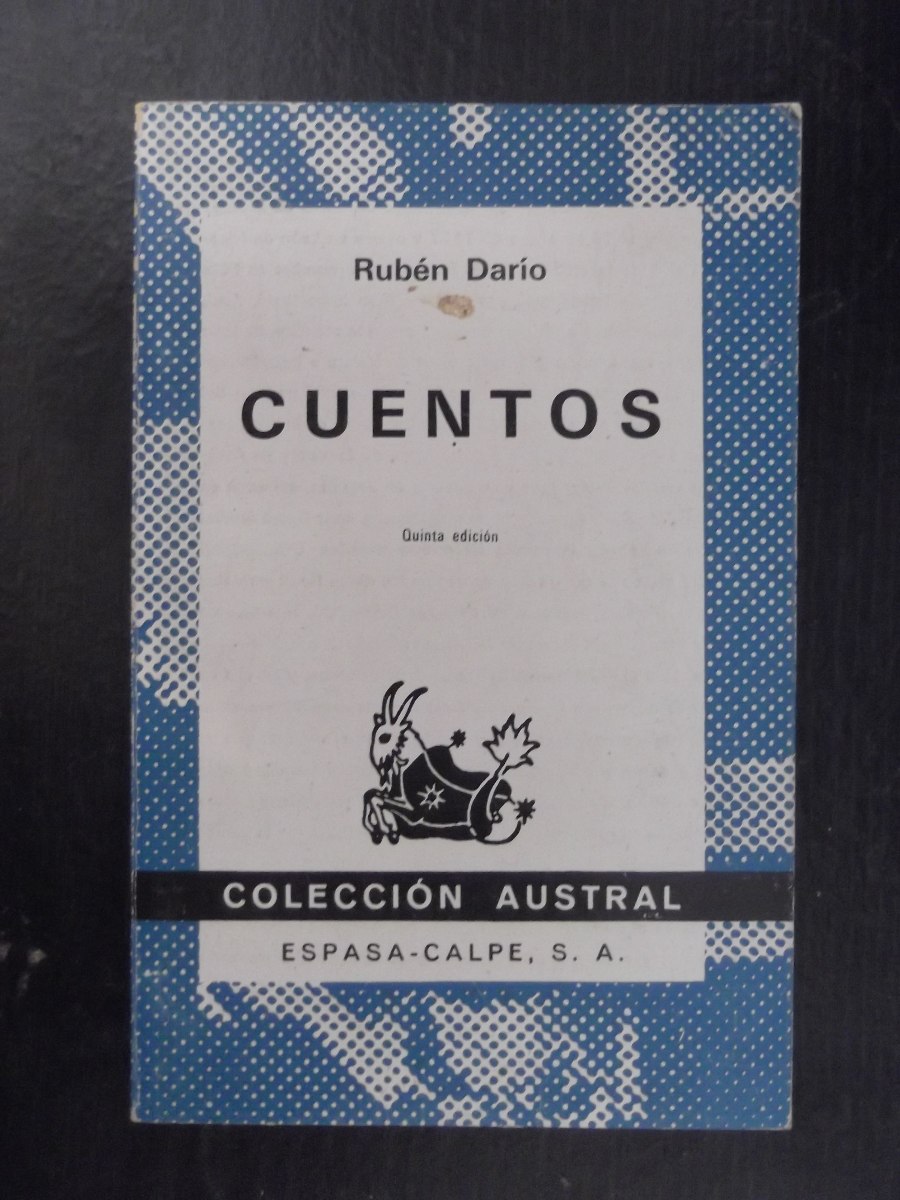 Rubén Darío
CUENTOS
Quinta edición
COLECCIÓN AUSTRAL
ESPASA-CALPE, S. A.